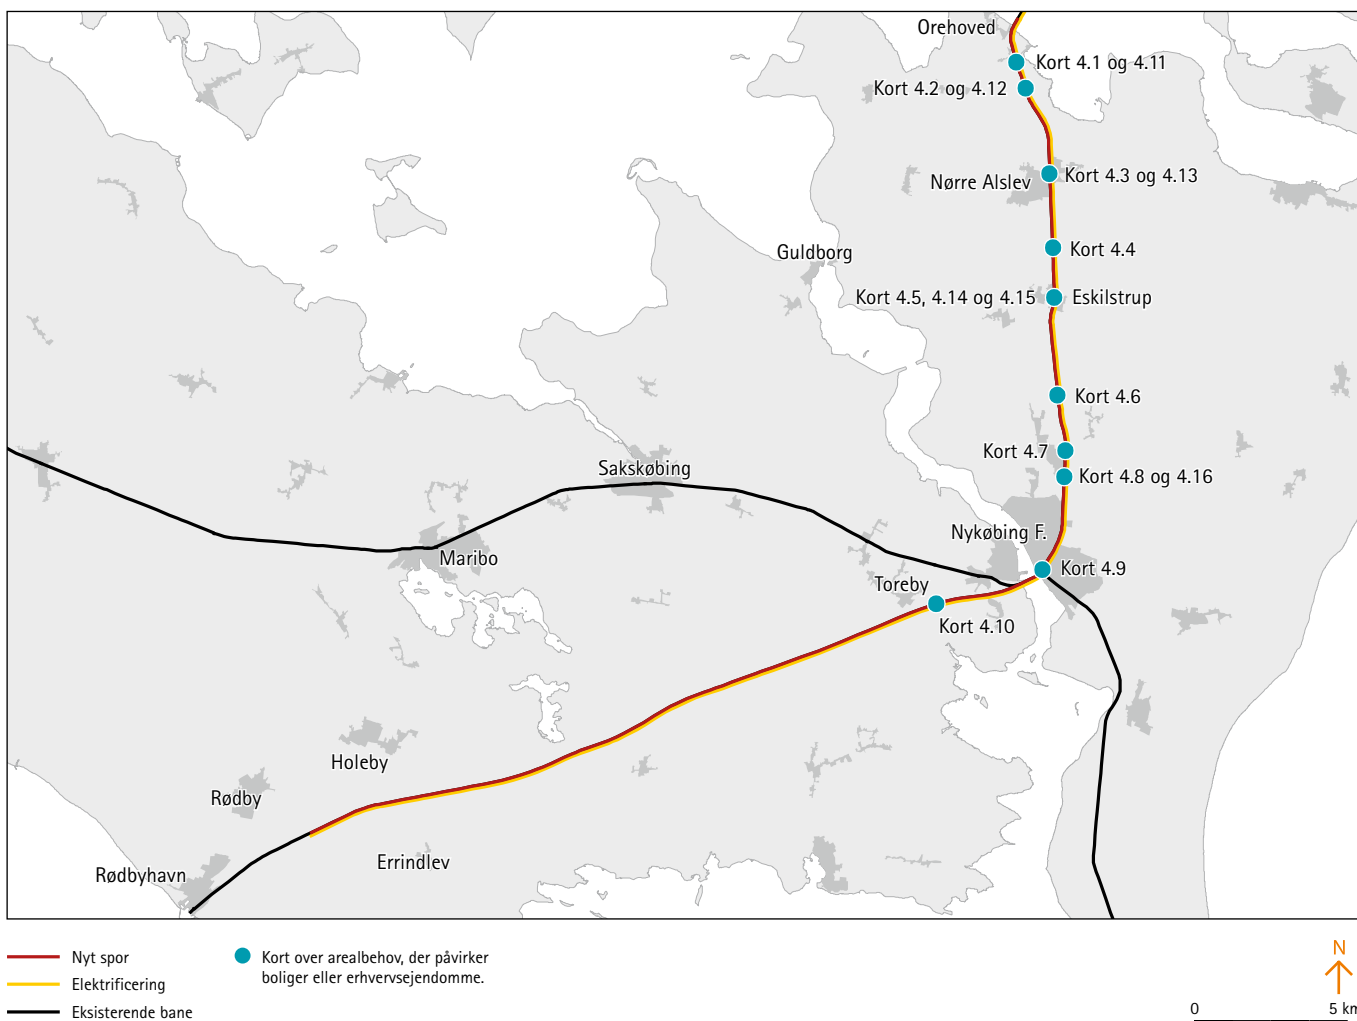 Orehoved
Kort 4.1 og 4.11
Kort 4.2 og 4.12
Nørre Alslev
Kort 4.3 og 4.13
Guldborg
Kort 4.4
Kort 4.5, 4.14 og 4.15
Eskilstrup
Kort 4.6
Kort 4.7
Sakskøbing
Kort 4.8 og 4.16
Nykøbing F.
Maribo
Kort 4.9
Toreby
Kort 4.10
Holeby
Rødby
Errindlev
Rødbyhavn
Nyt spor
Elektrificering
Eksisterende bane
Kort over arealbehov, der påvirker
boliger eller erhvervsejendomme.
N
0 5 km